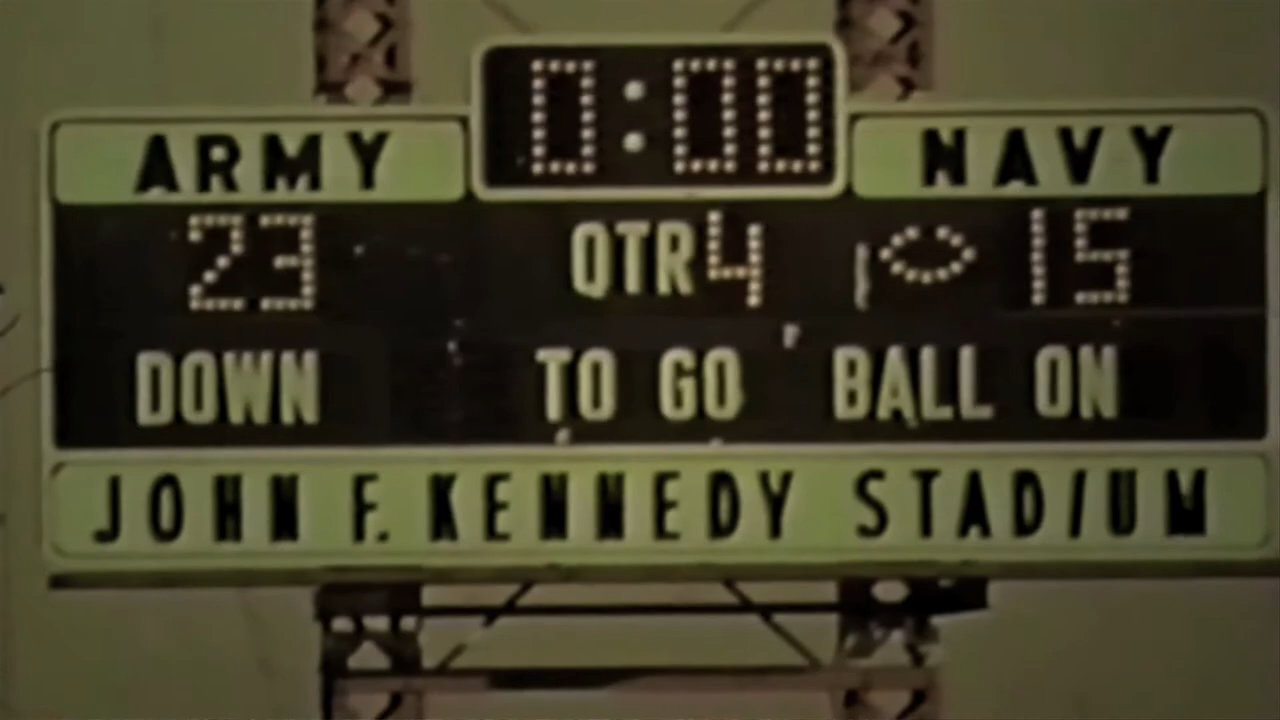 0:00
ARMY NAVY
23 QTR 4 15
DOWN TO GO BALL ON
JOHN F. KENNEDY STADIUM